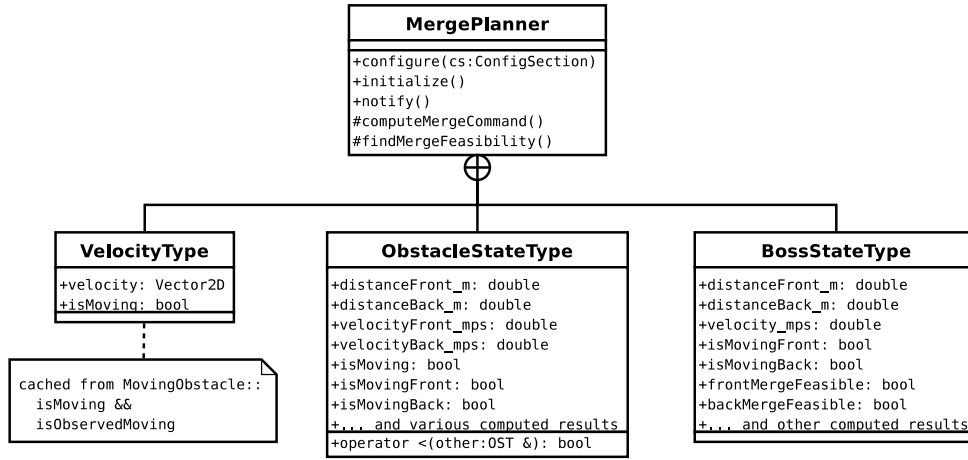 MergePlanner
+configure(cs:ConfigSection)
+initialize()
+notify()
#computeMergeCommand()
#findMergeFeasibility()
VelocityType
+velocity: Vector2D
+isMoving: bool
cached from MovingObstacle::
isMoving &&
isObservedMoving
ObstacleStateType
+distanceFront_m: double
+distanceBack_m: double
+velocityFront_mps: double
+velocityBack_mps: double
+isMoving: bool
+isMovingFront: bool
+isMovingBack: bool
+... and various computed results
+operator <(other:OST &): bool
BossStateType
+distanceFront_m: double
+distanceBack_m: double
+velocity_mps: double
+isMovingFront: bool
+isMovingBack: bool
+frontMergeFeasible: bool
+backMergeFeasible: bool
+... and other computed results